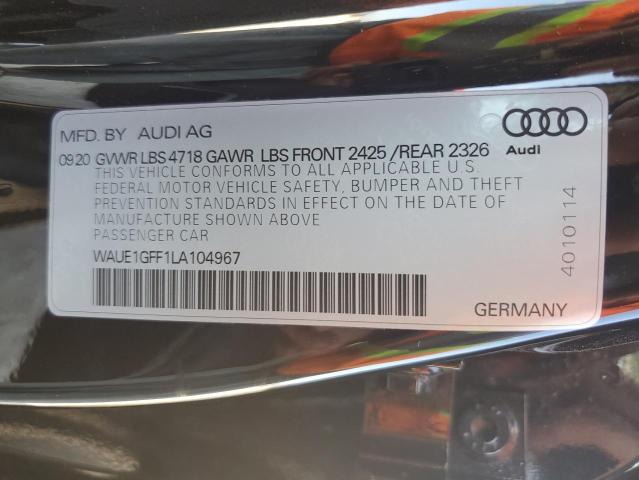 MFD. BY AUDI AG
09 20 GVWR LBS 4718 GAWR LBS FRONT 2425 /REAR 2326
THIS VEHICLE CONFORMS TO ALL APPLICABLE U.S.
FEDERAL MOTOR VEHICLE SAFETY, BUMPER AND THEFT
PREVENTION STANDARDS IN EFFECT ON THE DATE OF
MANUFACTURE SHOWN ABOVE
PASSENGER CAR
WAUE1GFF1LA104967
Audi
4010114
GERMANY